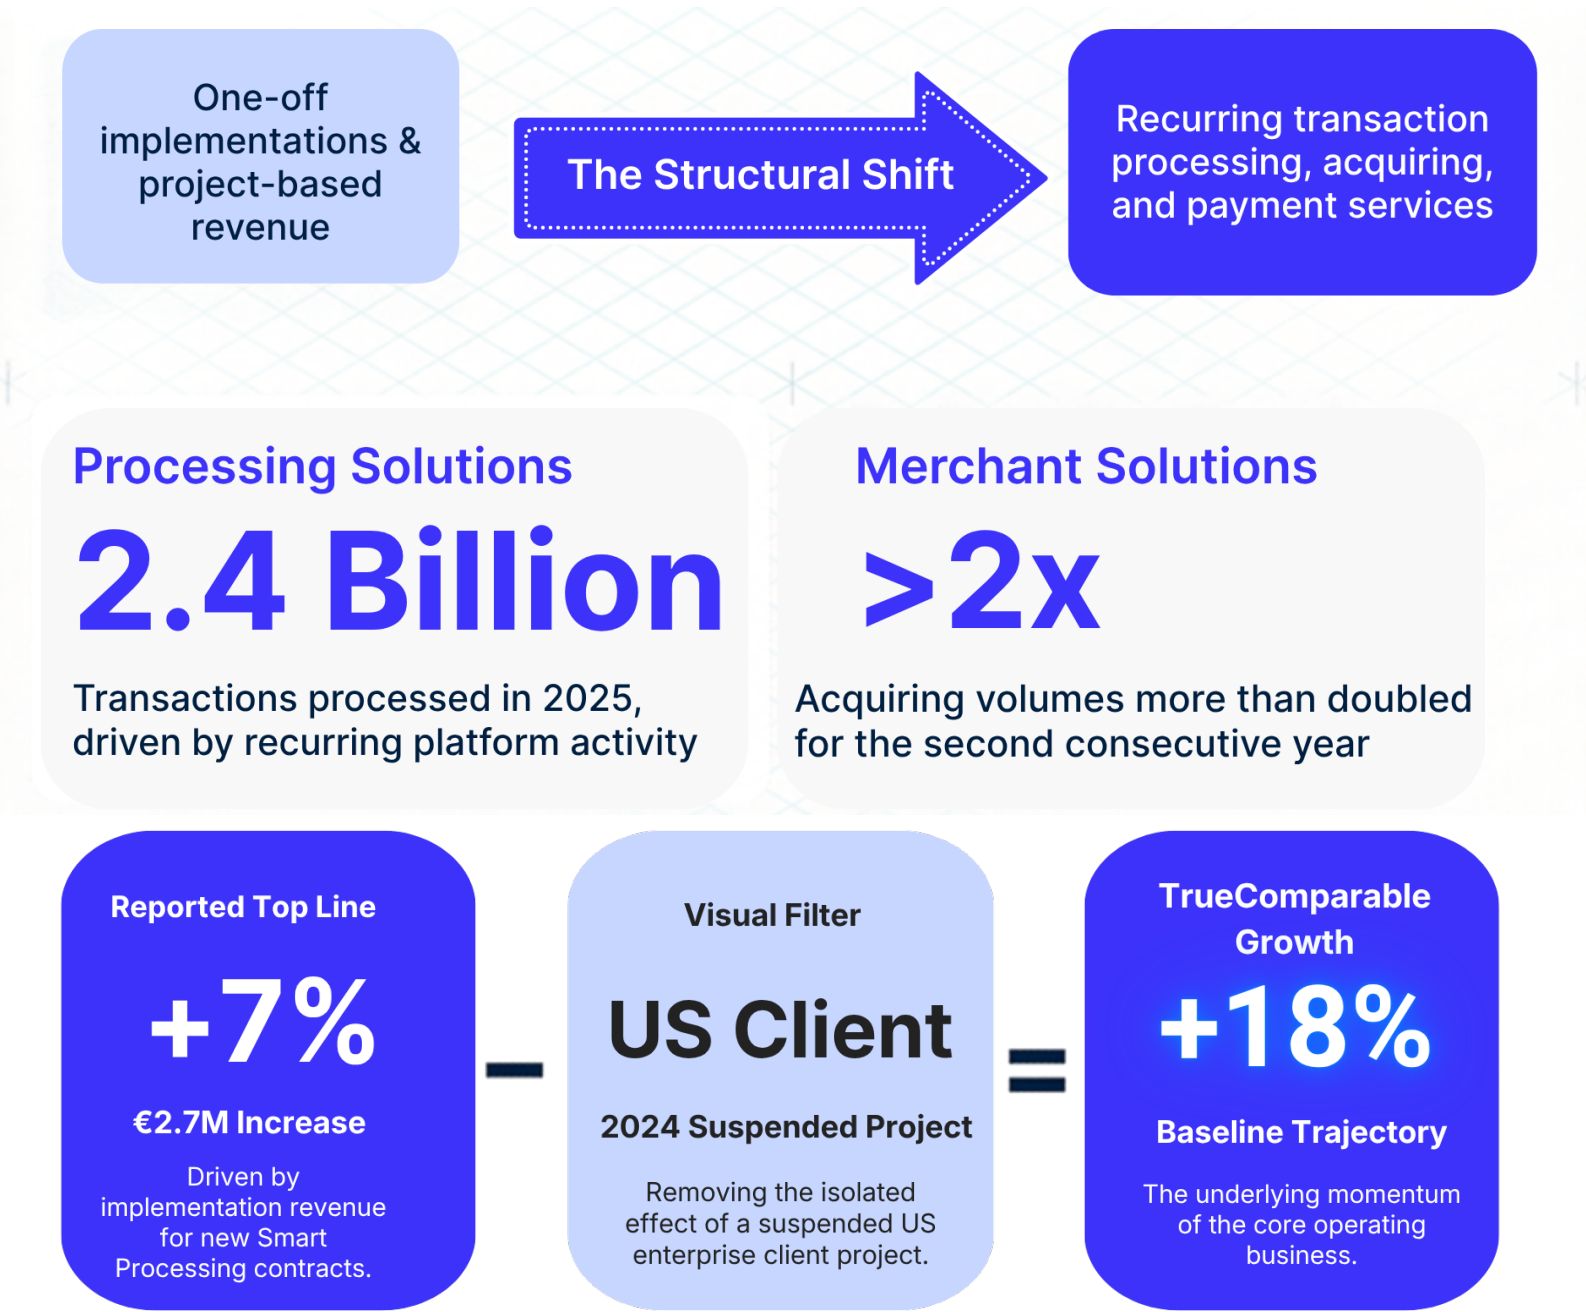 One-off
implementations &
project-based
revenue
The Structural Shift
Recurring transaction
processing, acquiring,
and payment services
Processing Solutions
2.4 Billion
Transactions processed in 2025,
driven by recurring platform activity
Merchant Solutions
>2x
Acquiring volumes more than doubled
for the second consecutive year
Reported Top Line
+7%
€2.7M Increase
Driven by
implementation revenue
for new Smart
Processing contracts.
–
Visual Filter
US Client
2024 Suspended Project
Removing the isolated
effect of a suspended US
enterprise client project.
=
TrueComparable
Growth
+18%
Baseline Trajectory
The underlying momentum
of the core operating
business.